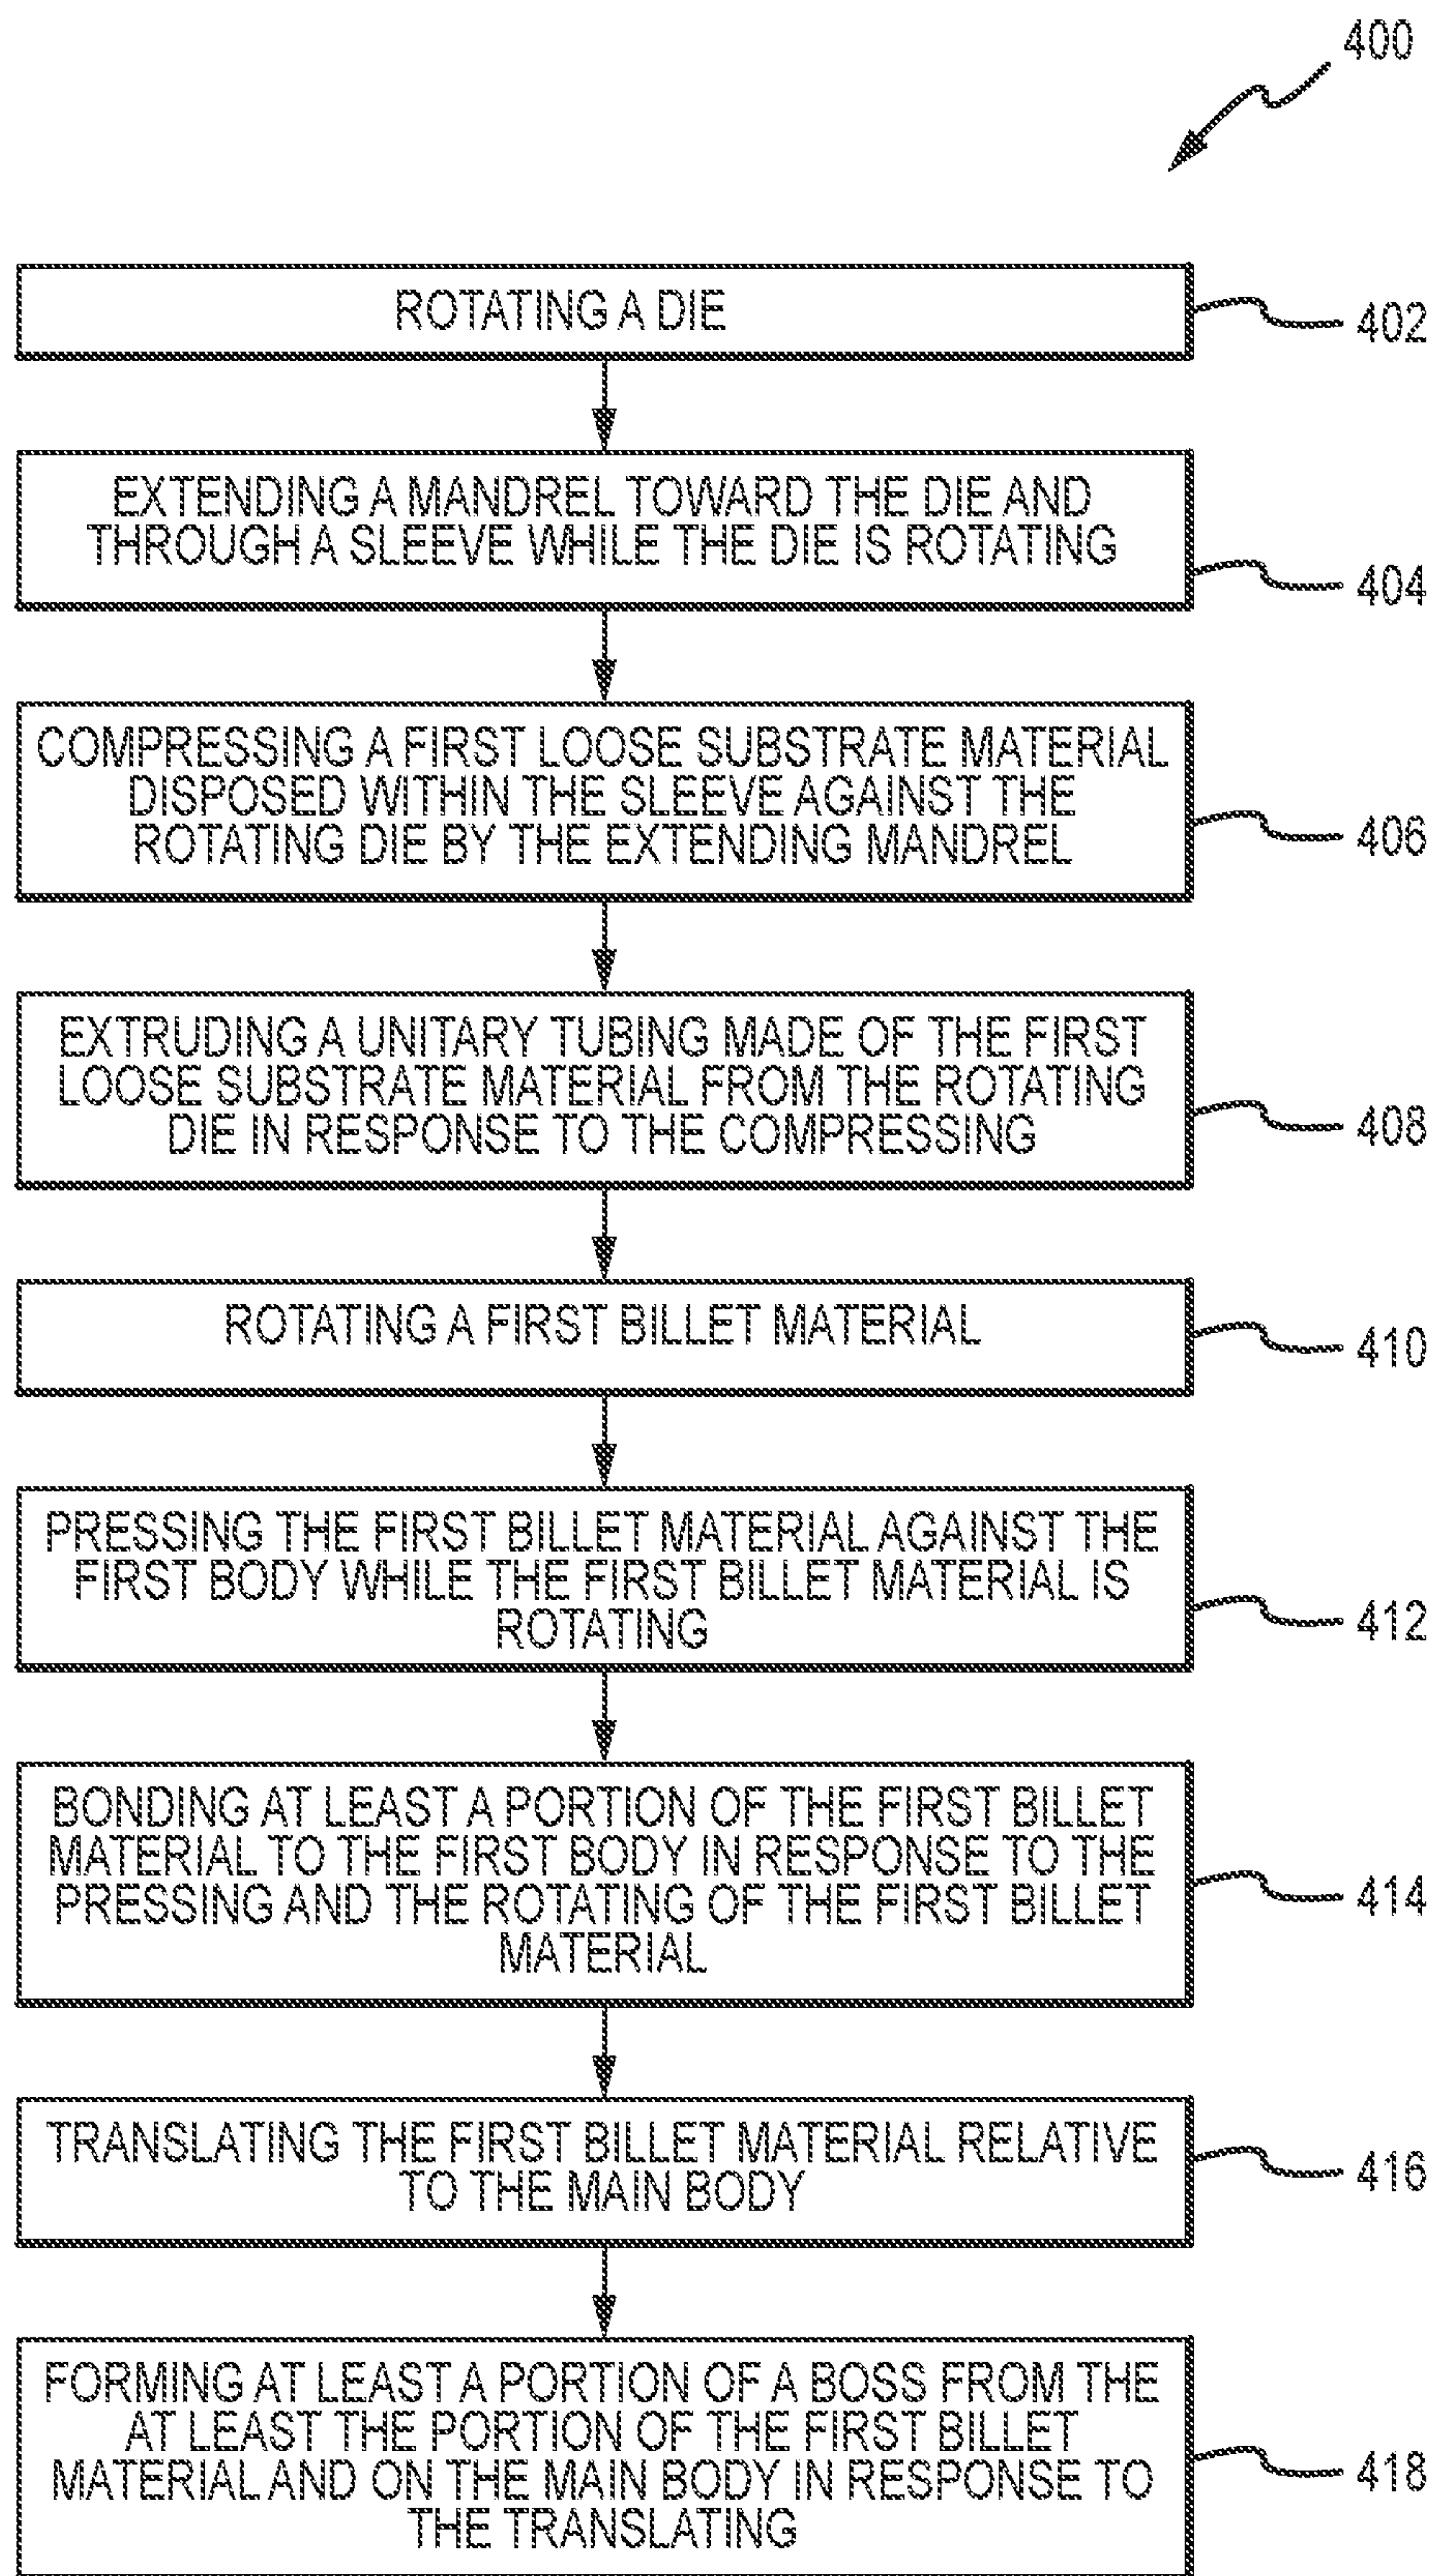 400
ROTATING A DIE
402
EXTENDING A MANDREL TOWARD THE DIE AND
THROUGH A SLEEVE WHILE THE DIE IS ROTATING
404
COMPRESSING A FIRST LOOSE SUBSTRATE MATERIAL
DISPOSED WITHIN THE SLEEVE AGAINST THE
ROTATING DIE BY THE EXTENDING MANDREL
406
EXTRUDING A UNITARY TUBING MADE OF THE FIRST
LOOSE SUBSTRATE MATERIAL FROM THE ROTATING
DIE IN RESPONSE TO THE COMPRESSING
408
ROTATING A FIRST BILLET MATERIAL
410
PRESSING THE FIRST BILLET MATERIAL AGAINST THE
FIRST BODY WHILE THE FIRST BILLET MATERIAL IS
ROTATING
412
BONDING AT LEAST A PORTION OF THE FIRST BILLET
MATERIAL TO THE FIRST BODY IN RESPONSE TO THE
PRESSING AND THE ROTATING OF THE FIRST BILLET
MATERIAL
414
TRANSLATING THE FIRST BILLET MATERIAL RELATIVE
TO THE MAIN BODY
416
FORMING AT LEAST A PORTION OF A BOSS FROM THE
AT LEAST THE PORTION OF THE FIRST BILLET
MATERIAL AND ON THE MAIN BODY IN RESPONSE TO
THE TRANSLATING
418